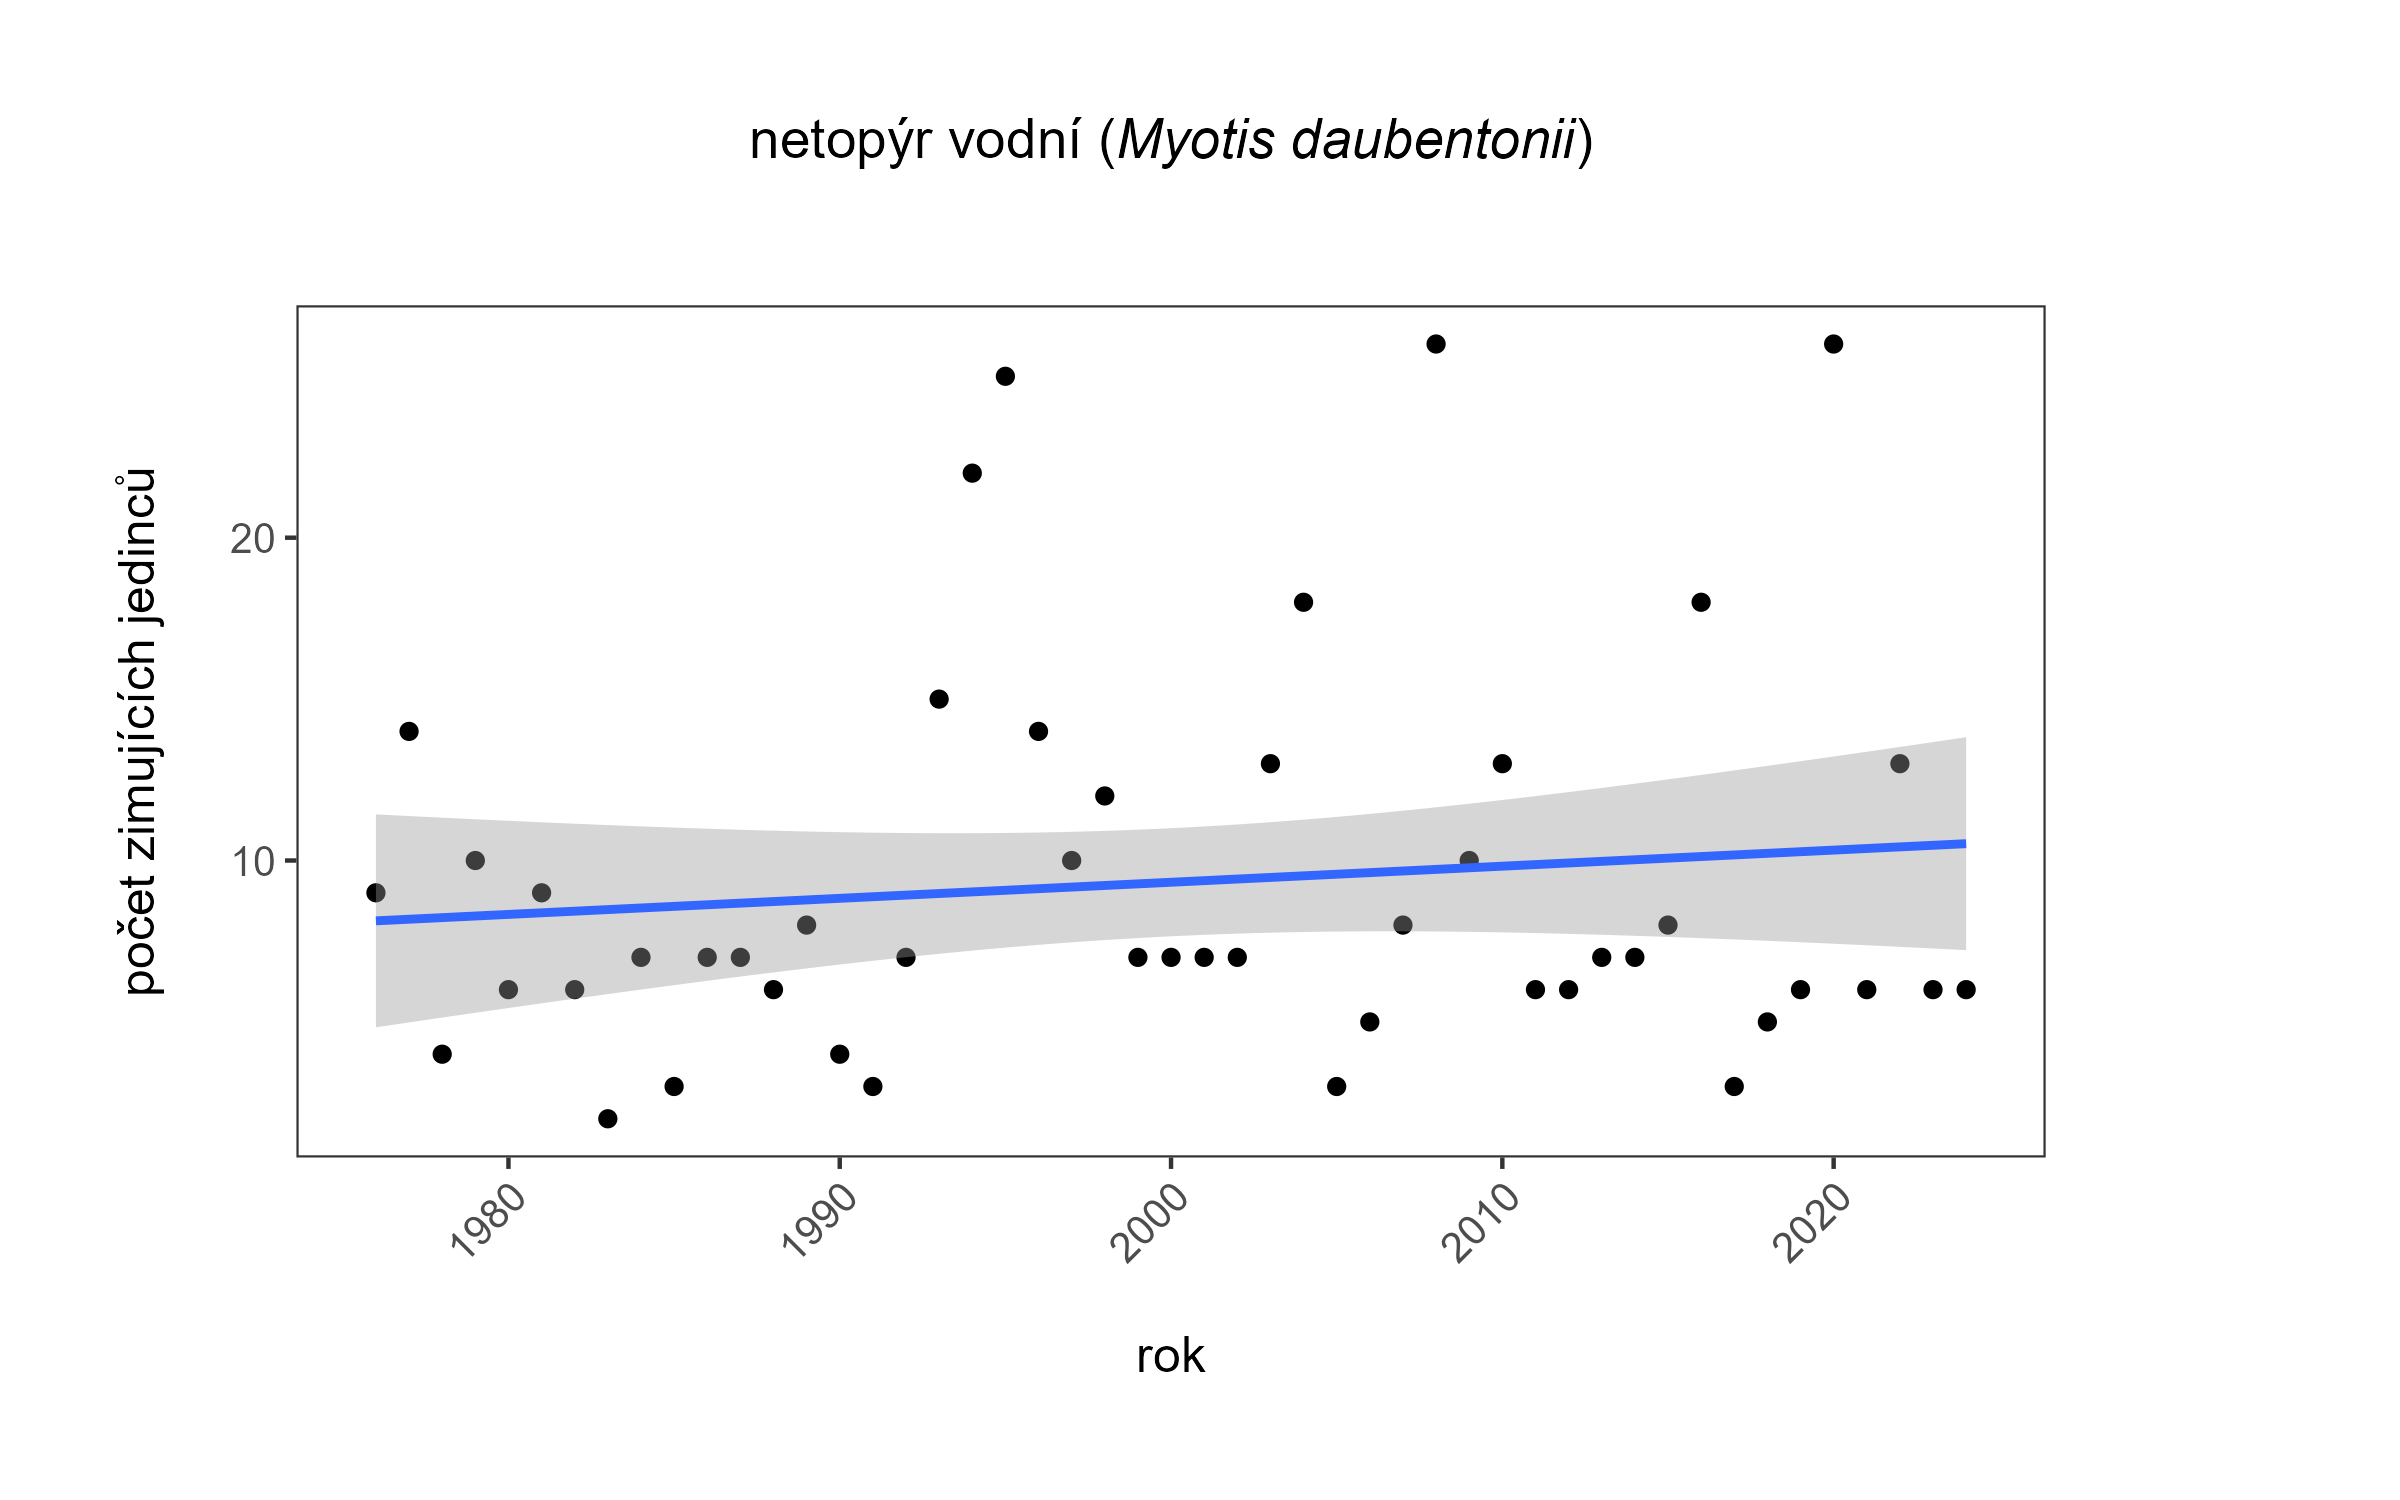 netopýr vodní (Myotis daubentonii)
počet zimujících jedinců
20
10
1980
1990
2000
2010
2020
rok